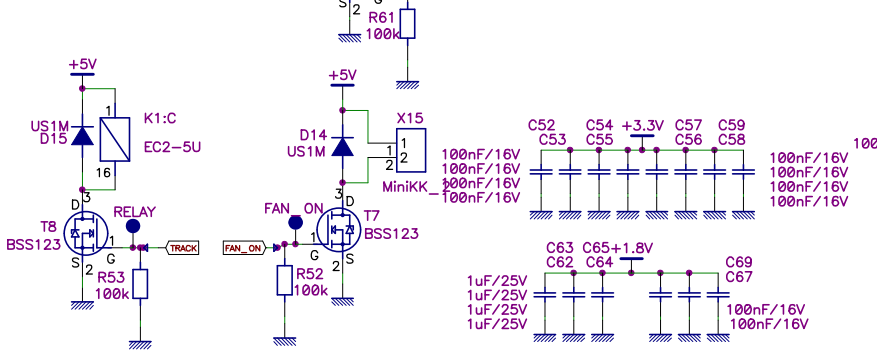 S 2 G
R61
100k
+5V
1
K1:C
US1M
D15
EC2-5U
16
3
D
T8
BSS123
RELAY
1
G
TRACK
S
2
R53
100k
+5V
X15
D14
US1M
1
2
1
2
MiniKK_2
3
D
FAN_ON
T7
BSS123
FAN_ON
1
G
S
2
R52
100k
C52 C54 +3.3V C57 C59
C53 C55 C56 C58
100nF/16V
100nF/16V
100nF/16V
100nF/16V
100nF/16V
100nF/16V
100nF/16V
100nF/16V
100
C63 C65 +1.8V C69
C62 C64 C67
1uF/25V
1uF/25V
1uF/25V
1uF/25V
100nF/16V
100nF/16V